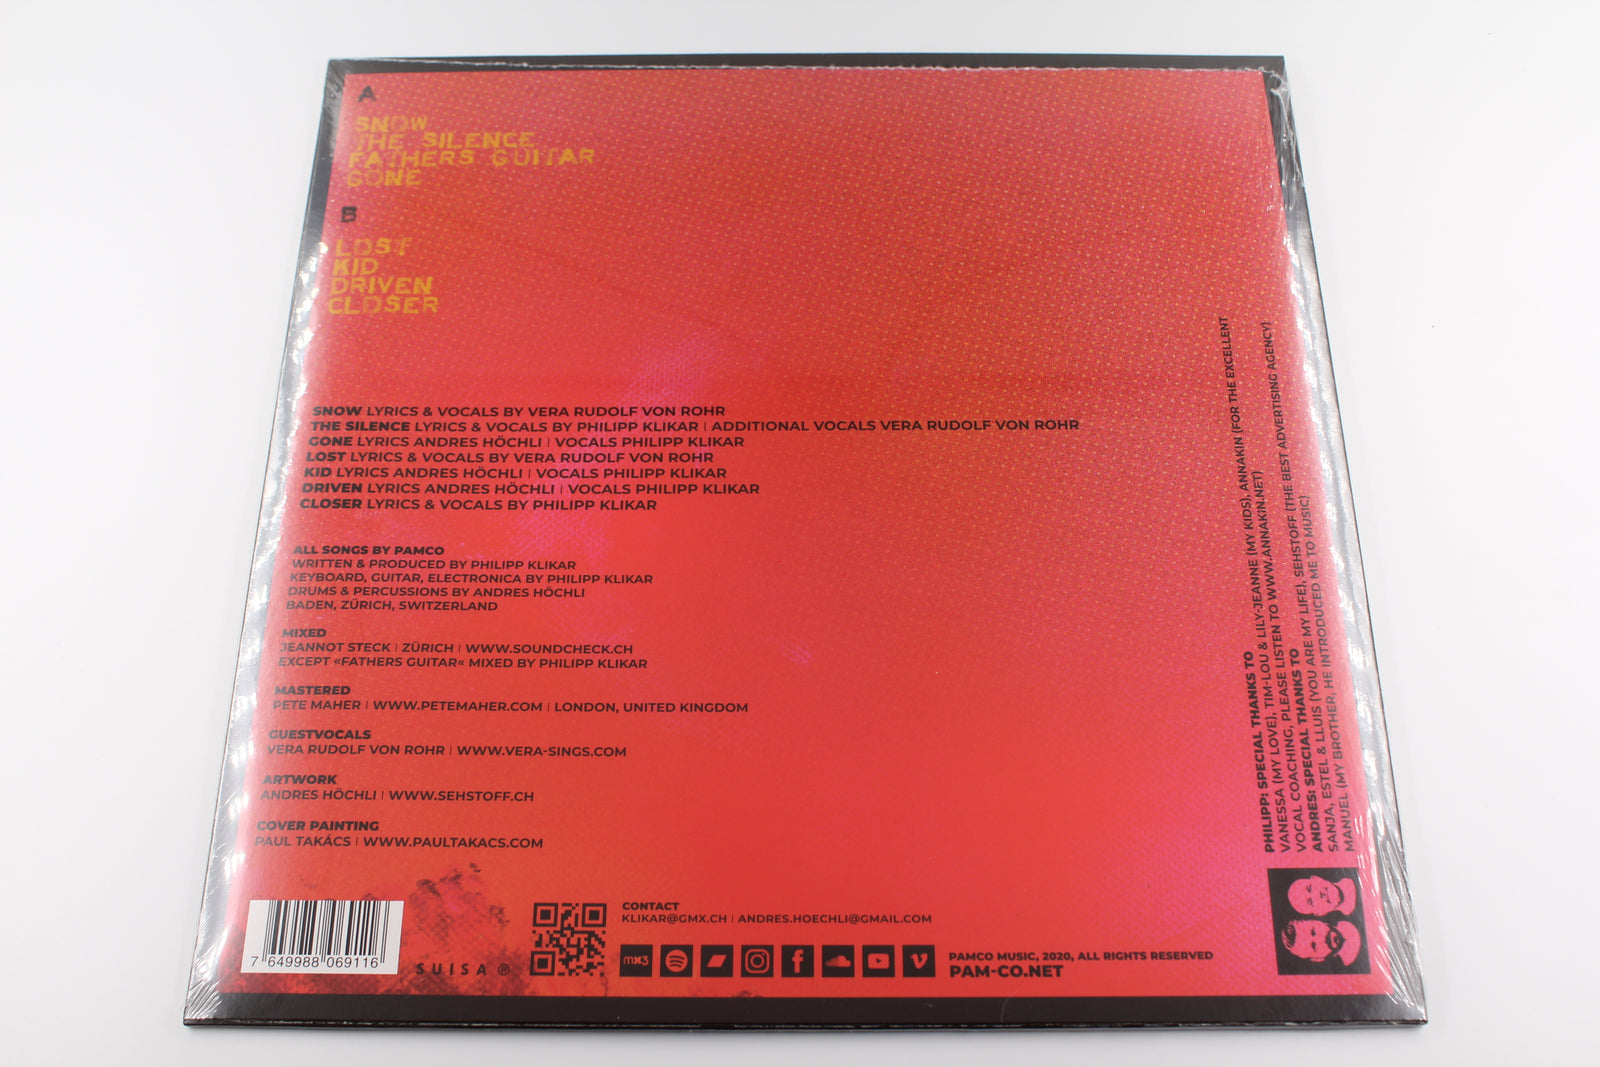 A
SNOW
THE SILENCE
FATHERS GUITAR
GONE
B
LOST
KID
DRIVEN
CLOSER
SNOW LYRICS & VOCALS BY VERA RUDOLF VON ROHR
THE SILENCE LYRICS & VOCALS BY PHILIPP KLIKAR | ADDITIONAL VOCALS VERA RUDOLF VON ROHR
GONE LYRICS ANDRES HÖCHLI | VOCALS PHILIPP KLIKAR
LOST LYRICS & VOCALS BY VERA RUDOLF VON ROHR
KID LYRICS ANDRES HÖCHLI | VOCALS PHILIPP KLIKAR
DRIVEN LYRICS ANDRES HÖCHLI | VOCALS PHILIPP KLIKAR
CLOSER LYRICS & VOCALS BY PHILIPP KLIKAR
ALL SONGS BY PAMCO
WRITTEN & PRODUCED BY PHILIPP KLIKAR
KEYBOARD, GUITAR, ELECTRONICA BY PHILIPP KLIKAR
DRUMS & PERCUSSIONS BY ANDRES HÖCHLI
BADEN, ZÜRICH, SWITZERLAND
MIXED
JEANNOT STECK | ZÜRICH | WWW.SOUNDCHECK.CH
EXCEPT «FATHERS GUITAR« MIXED BY PHILIPP KLIKAR
MASTERED
PETE MAHER | WWW.PETEMAHER.COM | LONDON, UNITED KINGDOM
GUESTVOCALS
VERA RUDOLF VON ROHR | WWW.VERA-SINGS.COM
ARTWORK
ANDRES HÖCHLI | WWW.SEHSTOFF.CH
COVER PAINTING
PAUL TAKÁCS | WWW.PAULTAKACS.COM
7 649988 069116
SUISA ®
CONTACT
KLIKAR@GMX.CH | ANDRES.HOECHLI@GMAIL.COM
mx3
PAMCO MUSIC, 2020, ALL RIGHTS RESERVED
PAM-CO.NET
PHILIPP: SPECIAL THANKS TO
VANESSA (MY LOVE), TIM-LOU & LILY-JEANNE (MY KIDS), ANNAKIN (FOR THE EXCELLENT
VOCAL COACHING, PLEASE LISTEN TO WWW.ANNAKIN.NET)
ANDRES: SPECIAL THANKS TO
SANJA, ESTEL & LLUIS (YOU ARE MY LIFE), SEHSTOFF (THE BEST ADVERTISING AGENCY)
MANUEL (MY BROTHER, HE INTRODUCED ME TO MUSIC)